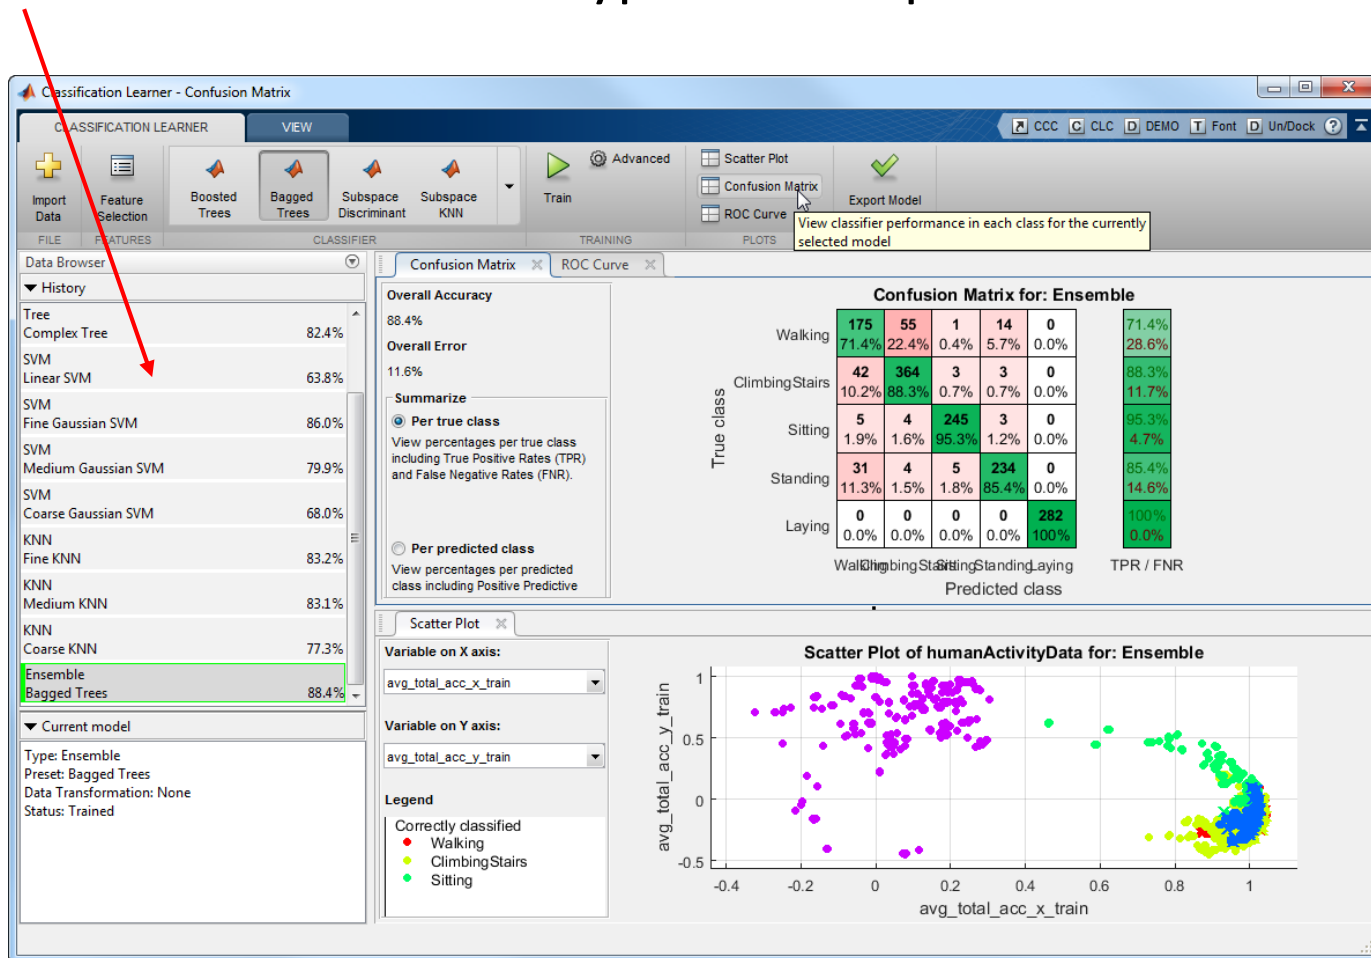 Classification Learner - Confusion Matrix
CLASSIFICATION LEARNER
VIEW
CCC
C CLC
D DEMO
T Font
D Un/Dock
?
Import
Data
Feature
Selection
Boosted
Trees
Bagged
Trees
Subspace
Discriminant
Subspace
KNN
Train
Advanced
Scatter Plot
Confusion Matrix
ROC Curve
Export Model
View classifier performance in each class for the currently
selected model
FILE
FEATURES
CLASSIFIER
TRAINING
PLOTS
Data Browser
History
Tree
Complex Tree 82.4%
SVM
Linear SVM 63.8%
SVM
Fine Gaussian SVM 86.0%
SVM
Medium Gaussian SVM 79.9%
SVM
Coarse Gaussian SVM 68.0%
KNN
Fine KNN 83.2%
KNN
Medium KNN 83.1%
KNN
Coarse KNN 77.3%
Ensemble
Bagged Trees 88.4%
Current model
Type: Ensemble
Preset: Bagged Trees
Data Transformation: None
Status: Trained
Confusion Matrix
ROC Curve
Overall Accuracy
88.4%
Overall Error
11.6%
Summarize
Per true class
View percentages per true class
including True Positive Rates (TPR)
and False Negative Rates (FNR).
Per predicted class
View percentages per predicted
class including Positive Predictive
Confusion Matrix for: Ensemble
True class
Walking
175 55 1 14 0 71.4%
71.4% 22.4% 0.4% 5.7% 0.0% 28.6%
ClimbingStairs
42 364 3 3 0 88.3%
10.2% 88.3% 0.7% 0.7% 0.0% 11.7%
Sitting
5 4 245 3 0 95.3%
1.9% 1.6% 95.3% 1.2% 0.0% 4.7%
Standing
31 4 5 234 0 85.4%
11.3% 1.5% 1.8% 85.4% 0.0% 14.6%
Laying
0 0 0 0 282 100%
0.0% 0.0% 0.0% 0.0% 100% 0.0%
Walking ClimbingStairs Sitting Standing Laying TPR / FNR
Predicted class
Scatter Plot
Variable on X axis:
avg_total_acc_x_train
Variable on Y axis:
avg_total_acc_y_train
Legend
Correctly classified
Walking
ClimbingStairs
Sitting
Scatter Plot of humanActivityData for: Ensemble
avg_total_acc_y_train
1
0.5
0
-0.5
-0.4 -0.2 0 0.2 0.4 0.6 0.8 1
avg_total_acc_x_train